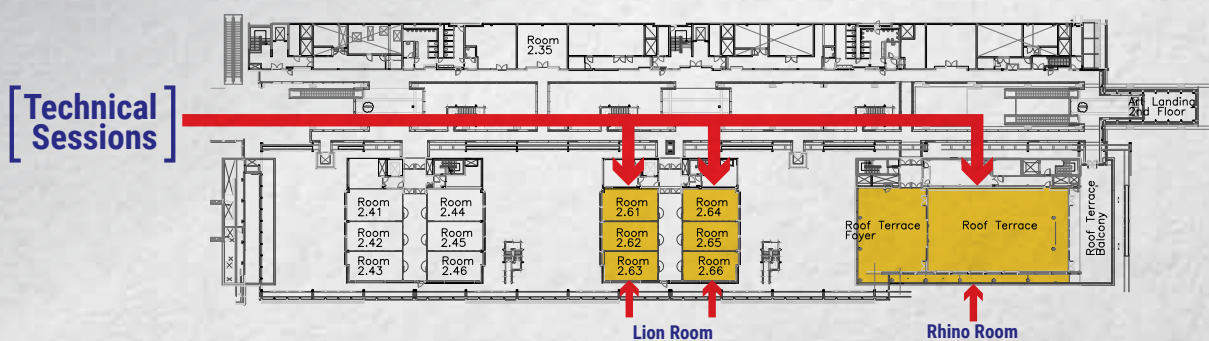 Room
2.35
[Technical
Sessions]
Art Landing
2nd Floor
Room
2.41
Room
2.44
Room
2.61
Room
2.64
Room
2.42
Room
2.45
Room
2.62
Room
2.65
Room
2.43
Room
2.46
Room
2.63
Room
2.66
Roof Terrace
Foyer
Roof Terrace
Roof Terrace
Balcony
Lion Room
Rhino Room